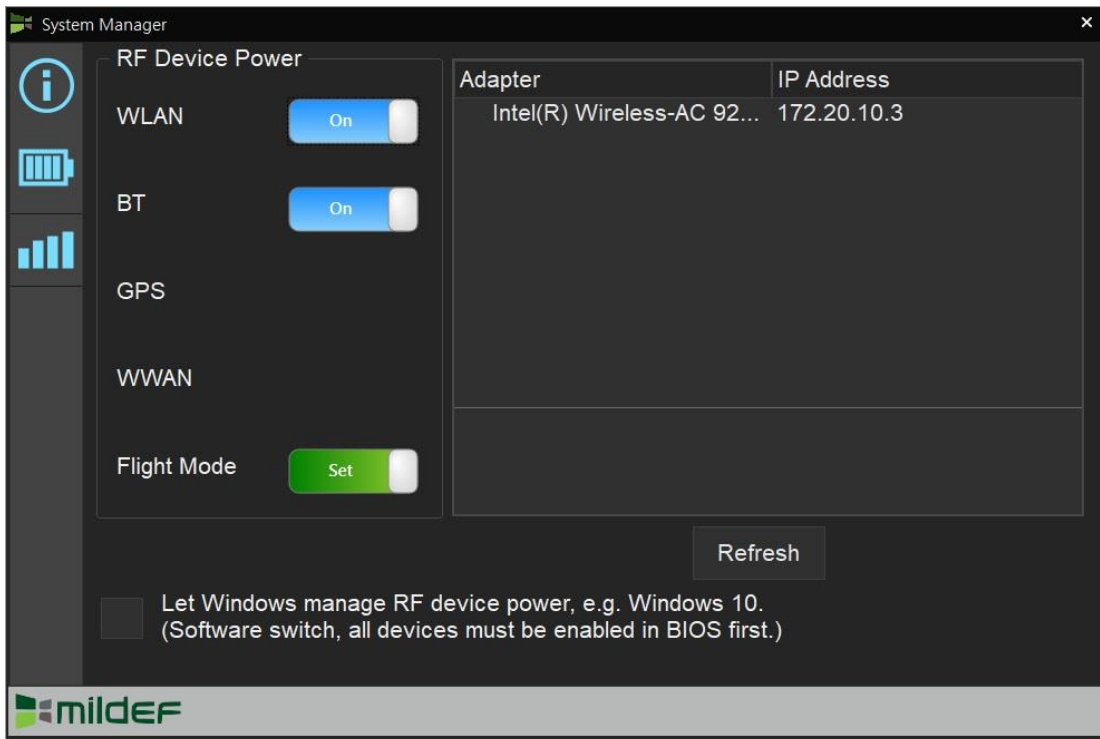 System Manager
RF Device Power
WLAN
On
BT
On
GPS
WWAN
Flight Mode
Set
Adapter IP Address
Intel(R) Wireless-AC 92... 172.20.10.3
Refresh
Let Windows manage RF device power, e.g. Windows 10.
(Software switch, all devices must be enabled in BIOS first.)
mildef